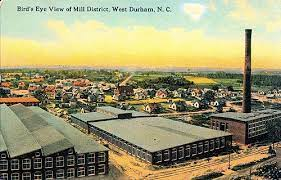 Bird's Eye View of Mill District, West Durham, N. C.